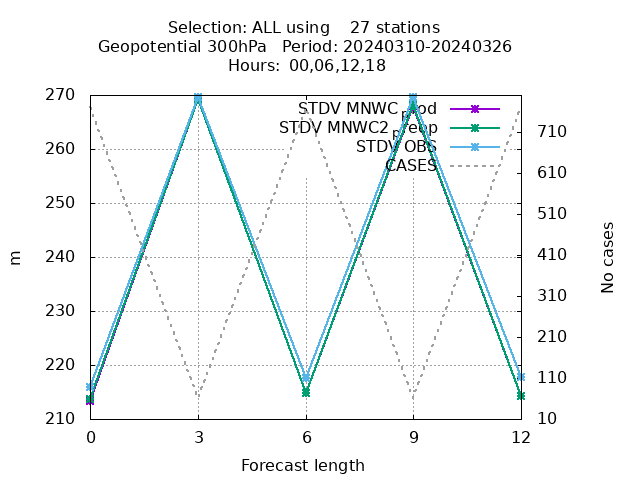 Selection: ALL using 27 stations
Geopotential 300hPa Period: 20240310-20240326
Hours: 00,06,12,18
STDV MNWC_prod
STDV MNWC2_preop
STDV OBS
CASES
270
260
250
240
230
220
210
m
710
610
510
410
310
210
110
10
No cases
0 3 6 9 12
Forecast length